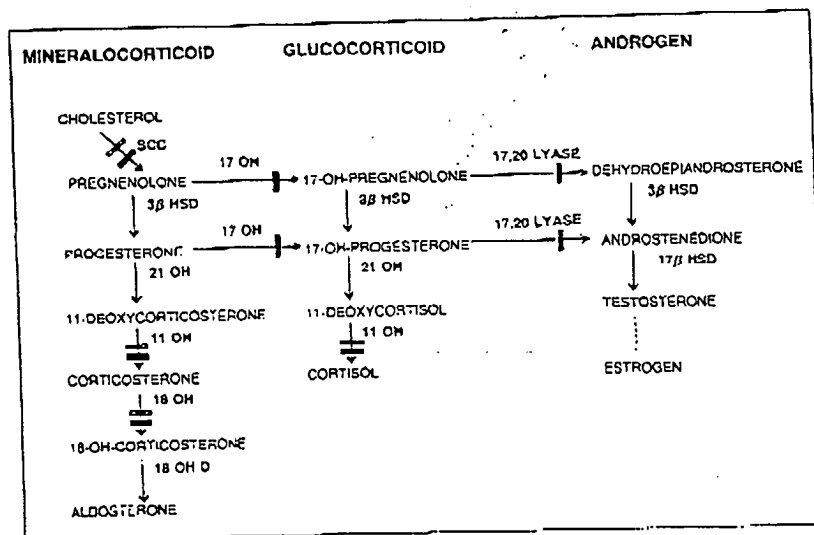 MINERALOCORTICOID GLUCOCORTICOID ANDROGEN
CHOLESTEROL
SCC
17 OH 17 OH 17,20 LYASE
PREGNENOLONE 17-OH-PREGNENOLONE DEHYDROEPIANDROSTERONE
3β HSD 3β HSD 3β HSD
17 OH 17,20 LYASE
PROGESTERONE 17-OH-PROGESTERONE ANDROSTENEDIONE
21 OH 21 OH 17β HSD
11-DEOXYCORTICOSTERONE 11-DEOXYCORTISOL TESTOSTERONE
11 OH 11 OH
CORTICOSTERONE CORTISOL ESTROGEN
18 OH
18-OH-CORTICOSTERONE
18 OH D
ALDOSTERONE